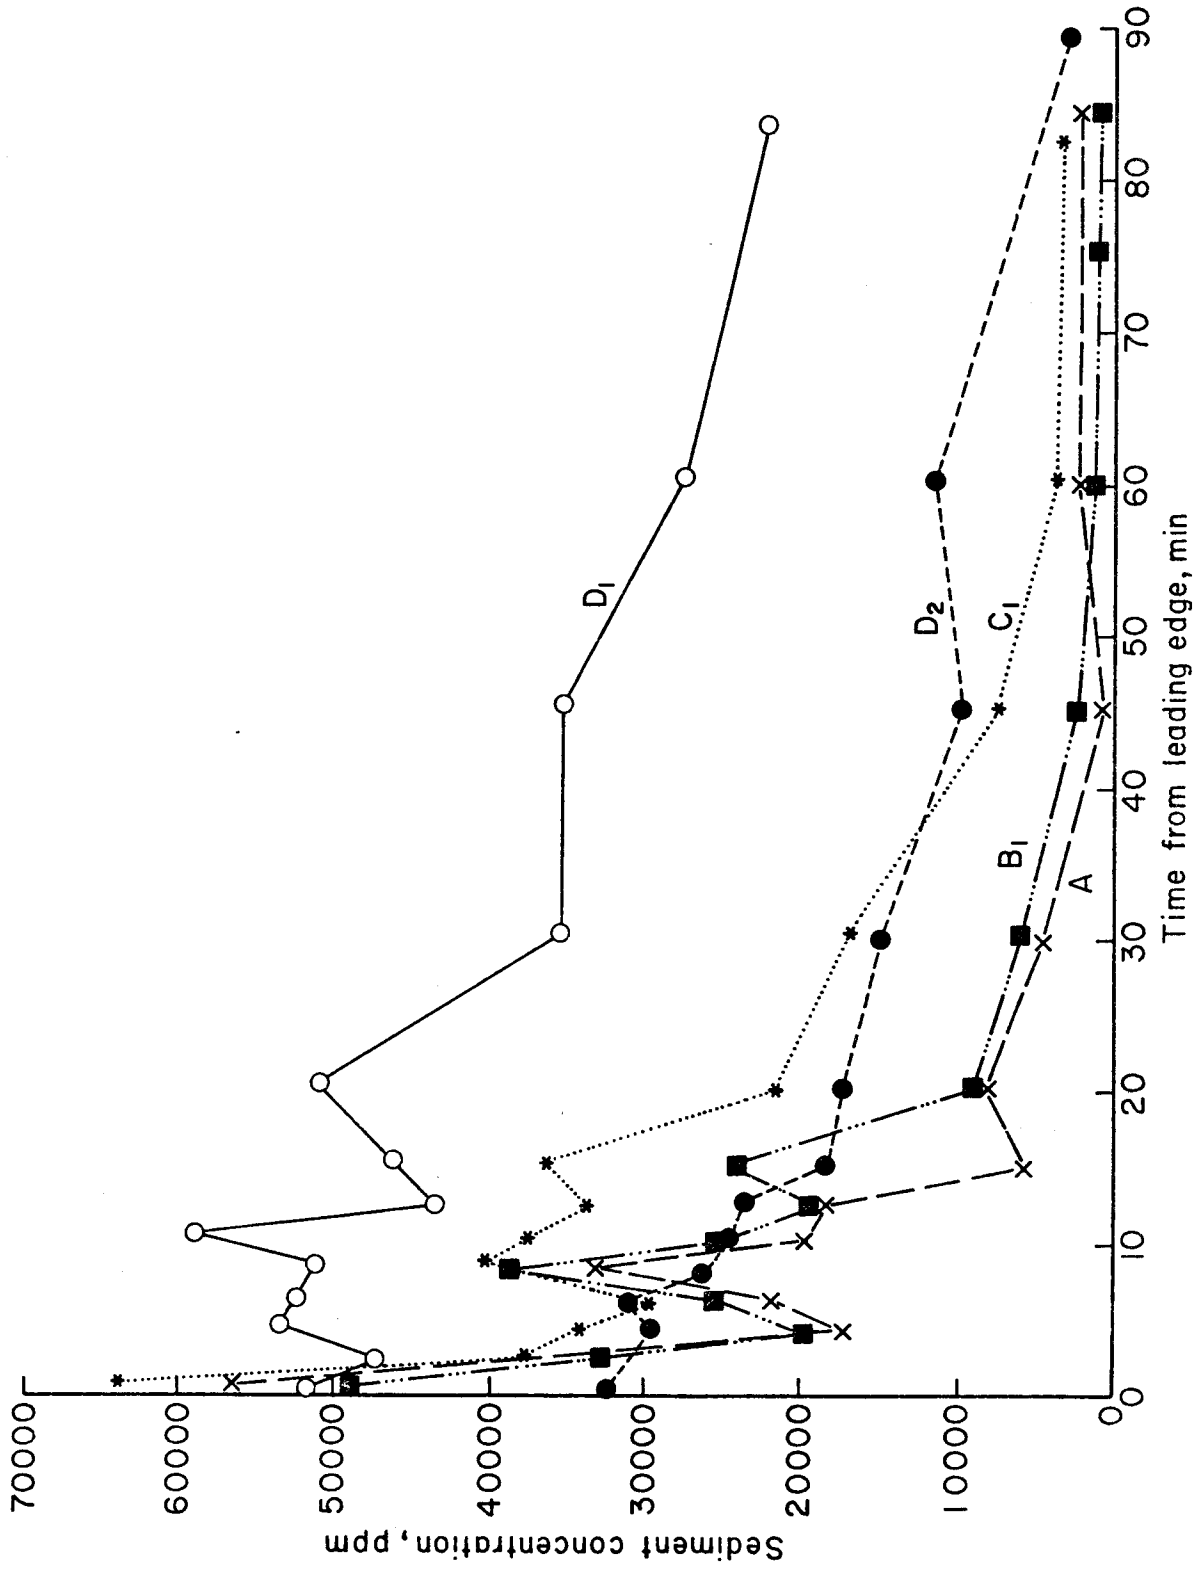 70000
60000
50000
40000
30000
20000
10000
0
Sediment concentration, ppm
D1
D2
C1
B1
A
0 10 20 30 40 50 60 70 80 90
Time from leading edge, min